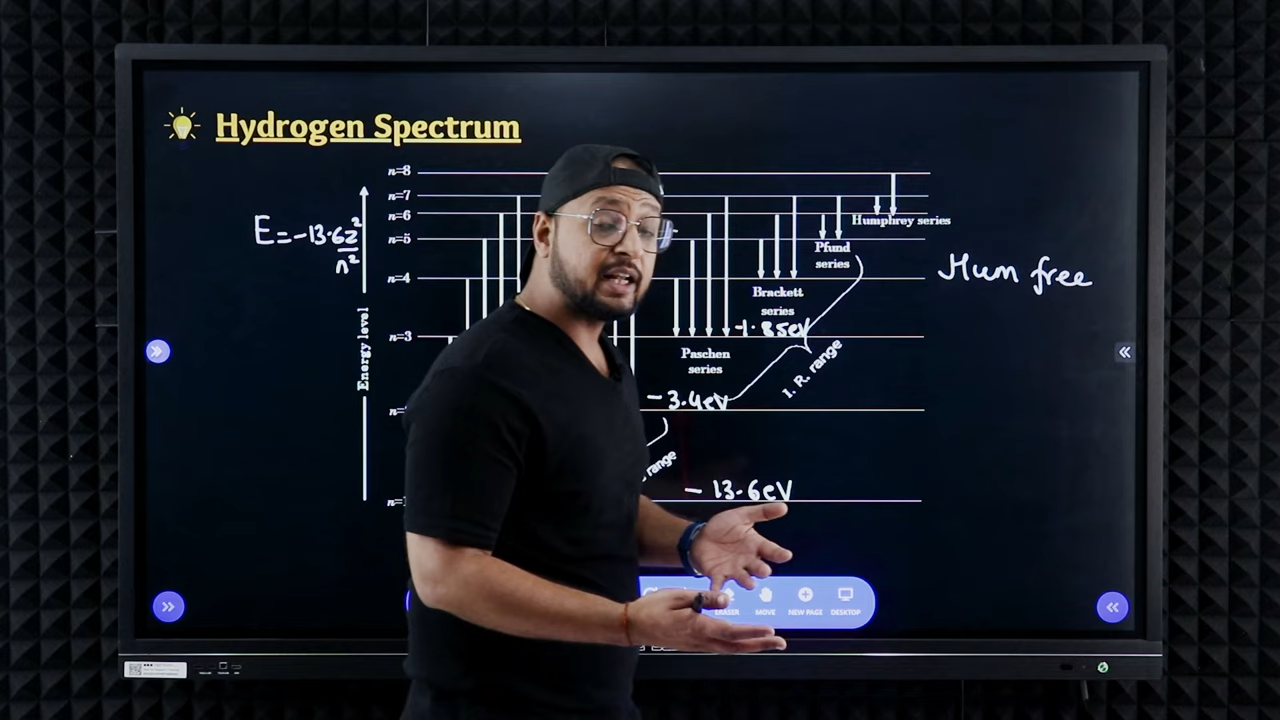 Hydrogen Spectrum
n=8
n=7
n=6
n=5
n=4
n=3
E=-13.6z²
n²
Energy level
Humphrey series
Pfund
series
Brackett
series
Paschen
series
Hum free
-1.85eV
I. R. range
-3.4eV
range
-13.6eV
ERASER
MOVE
NEW PAGE
DESKTOP